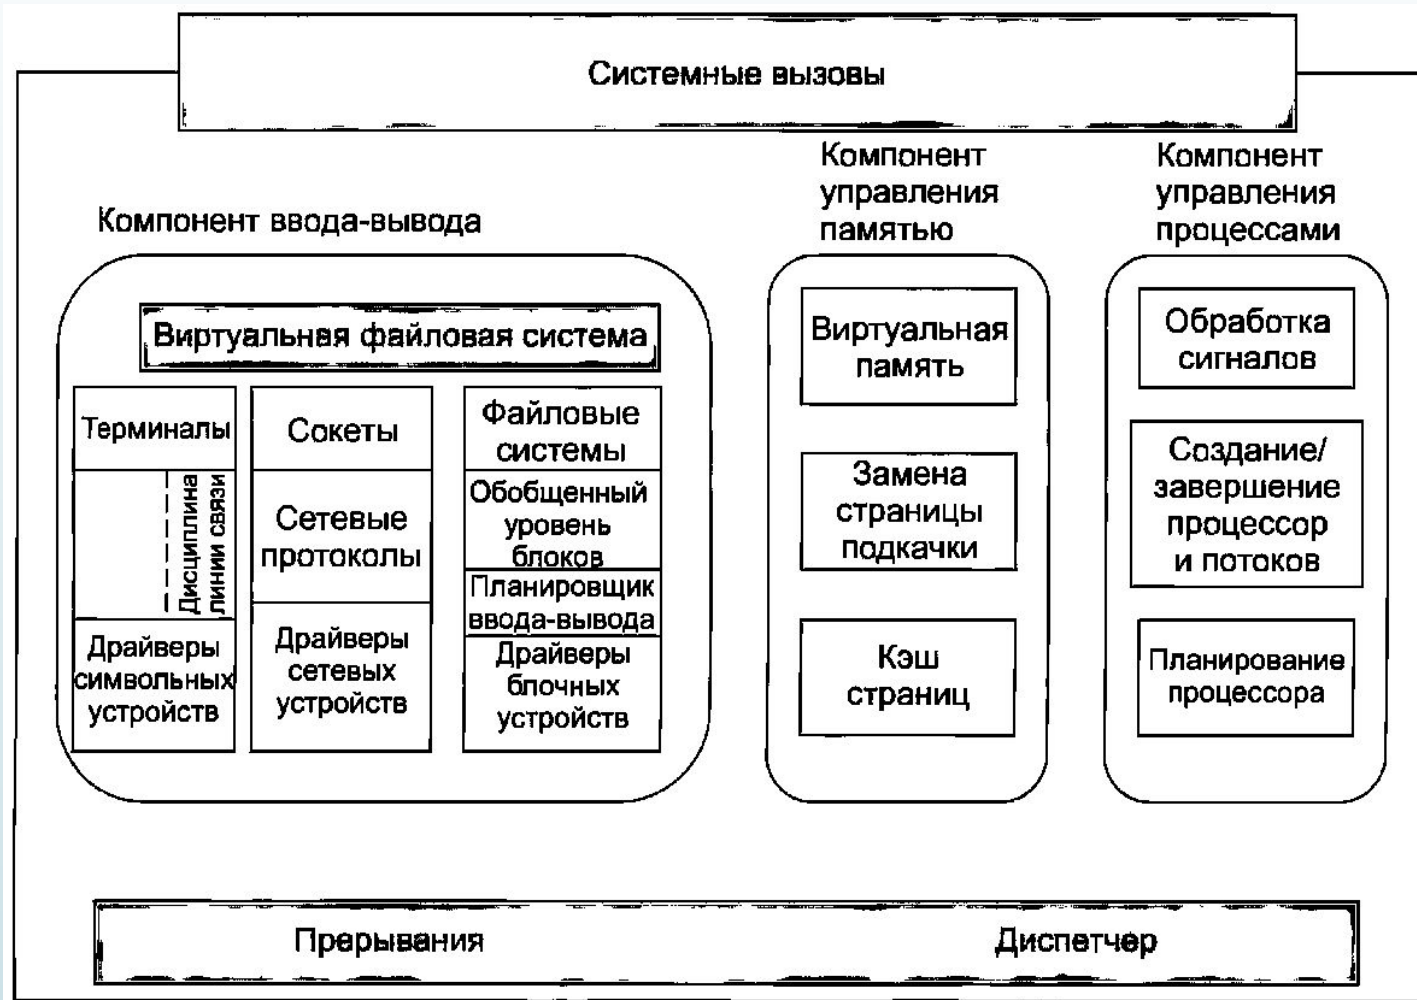 Системные вызовы
Компонент ввода-вывода
Виртуальная файловая система
Терминалы
Дисциплина
линии связи
Драйверы
символьных
устройств
Сокеты
Сетевые
протоколы
Драйверы
сетевых
устройств
Файловые
системы
Обобщенный
уровень
блоков
Планировщик
ввода-вывода
Драйверы
блочных
устройств
Компонент
управления
памятью
Виртуальная
память
Замена
страницы
подкачки
Кэш
страниц
Компонент
управления
процессами
Обработка
сигналов
Создание/
завершение
процессор
и потоков
Планирование
процессора
Прерывания
Диспетчер